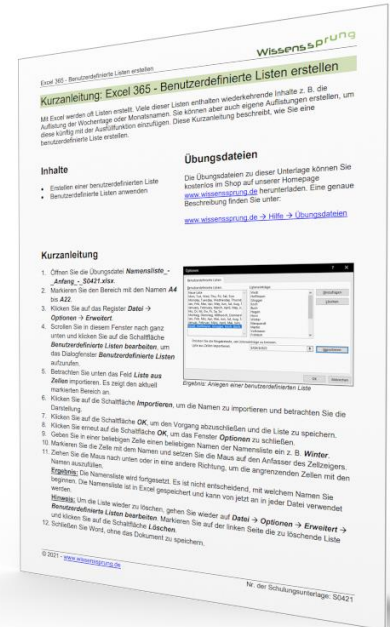 Excel 365 - Benutzerdefinierte Listen erstellen
Wissenssprung
Kurzanleitung: Excel 365 - Benutzerdefinierte Listen erstellen
Mit Excel werden oft Listen erstellt. Viele dieser Listen enthalten wiederkehrende Inhalte z. B. die
Auflistung der Wochentage oder Monatsnamen. Sie können aber auch eigene Auflistungen erstellen, um
diese künftig mit der Ausfüllfunktion einzufügen. Diese Kurzanleitung beschreibt, wie Sie eine
benutzerdefinierte Liste erstellen.
Inhalte
• Erstellen einer benutzerdefinierten Liste
• Benutzerdefinierte Listen anwenden
Übungsdateien
Die Übungsdateien zu dieser Unterlage können Sie
kostenlos im Shop auf unserer Homepage
www.wissenssprung.de herunterladen. Eine genaue
Beschreibung finden Sie unter:
www.wissenssprung.de → Hilfe → Übungsdateien
Kurzanleitung
1. Öffnen Sie die Übungsdatei Namensliste_-
_Anfang_-_S0421.xlsx.
2. Markieren Sie den Bereich mit den Namen A4
bis A22.
3. Klicken Sie auf das Register Datei →
Optionen → Erweitert.
4. Scrollen Sie in diesem Fenster nach ganz
unten und klicken Sie auf die Schaltfläche
Benutzerdefinierte Listen bearbeiten, um
das Dialogfenster Benutzerdefinierte Listen
aufzurufen.
5. Betrachten Sie unten das Feld Liste aus
Zellen importieren. Es zeigt den aktuell
markierten Bereich an.
Optionen
Benutzerdefinierte Listen
Hinzufügen
Löschen
Importieren
OK
Abbrechen
Ergebnis: Anlegen einer benutzerdefinierten Liste
6. Klicken Sie auf die Schaltfläche Importieren, um die Namen zu importieren und betrachten Sie die
Darstellung.
7. Klicken Sie auf die Schaltfläche OK, um den Vorgang abzuschließen und die Liste zu speichern.
8. Klicken Sie erneut auf die Schaltfläche OK, um das Fenster Optionen zu schließen.
9. Geben Sie in einer beliebigen Zelle einen beliebigen Namen der Namensliste ein z. B. Winter.
10. Markieren Sie die Zelle mit dem Namen und setzen Sie die Maus auf den Anfasser des Zellzeigers.
11. Ziehen Sie die Maus nach unten oder in eine andere Richtung, um die angrenzenden Zellen mit den
Namen auszufüllen.
Ergebnis: Die Namensliste wird fortgesetzt. Es ist nicht entscheidend, mit welchem Namen Sie
beginnen. Die Namensliste ist in Excel gespeichert und kann von jetzt an in jeder Datei verwendet
werden.
Hinweis: Um die Liste wieder zu löschen, gehen Sie wieder auf Datei → Optionen → Erweitert →
Benutzerdefinierte Listen bearbeiten. Markieren Sie auf der linken Seite die zu löschende Liste
und klicken Sie auf die Schaltfläche Löschen.
12. Schließen Sie Word, ohne das Dokument zu speichern.
© 2021 - www.wissenssprung.de
Nr. der Schulungsunterlage: S0421